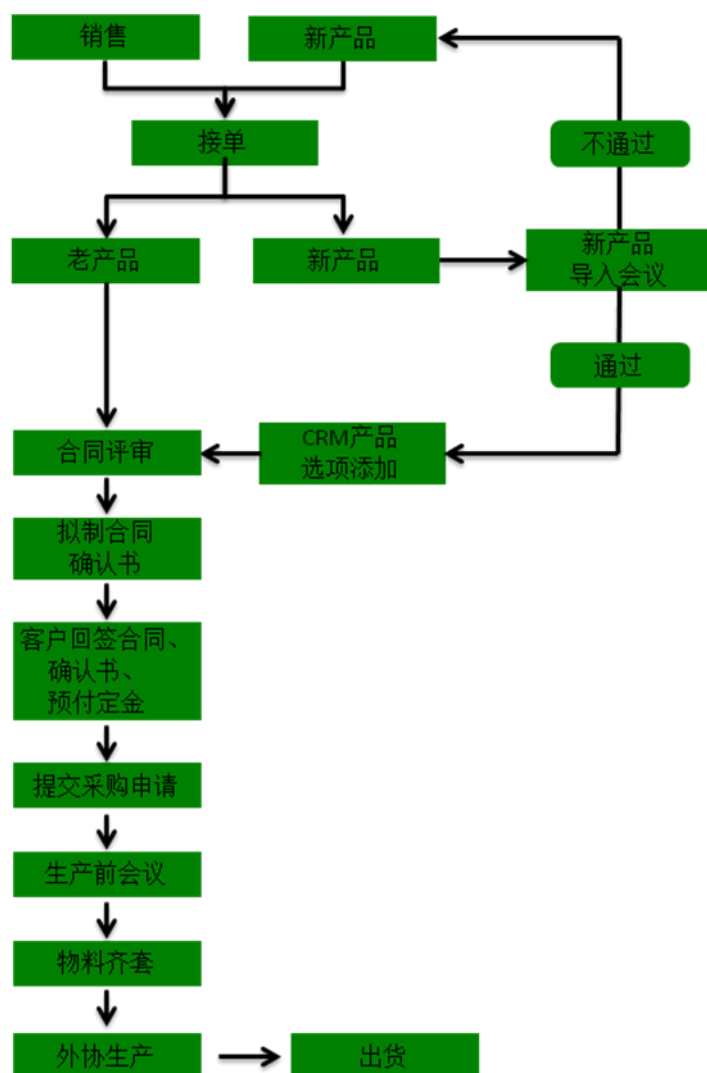 销售
新产品
接单
不通过
老产品
新产品
新产品
导入会议
通过
合同评审
CRM产品
选项添加
拟制合同
确认书
客户回签合同、
确认书、
预付定金
提交采购申请
生产前会议
物料齐套
外协生产
出货